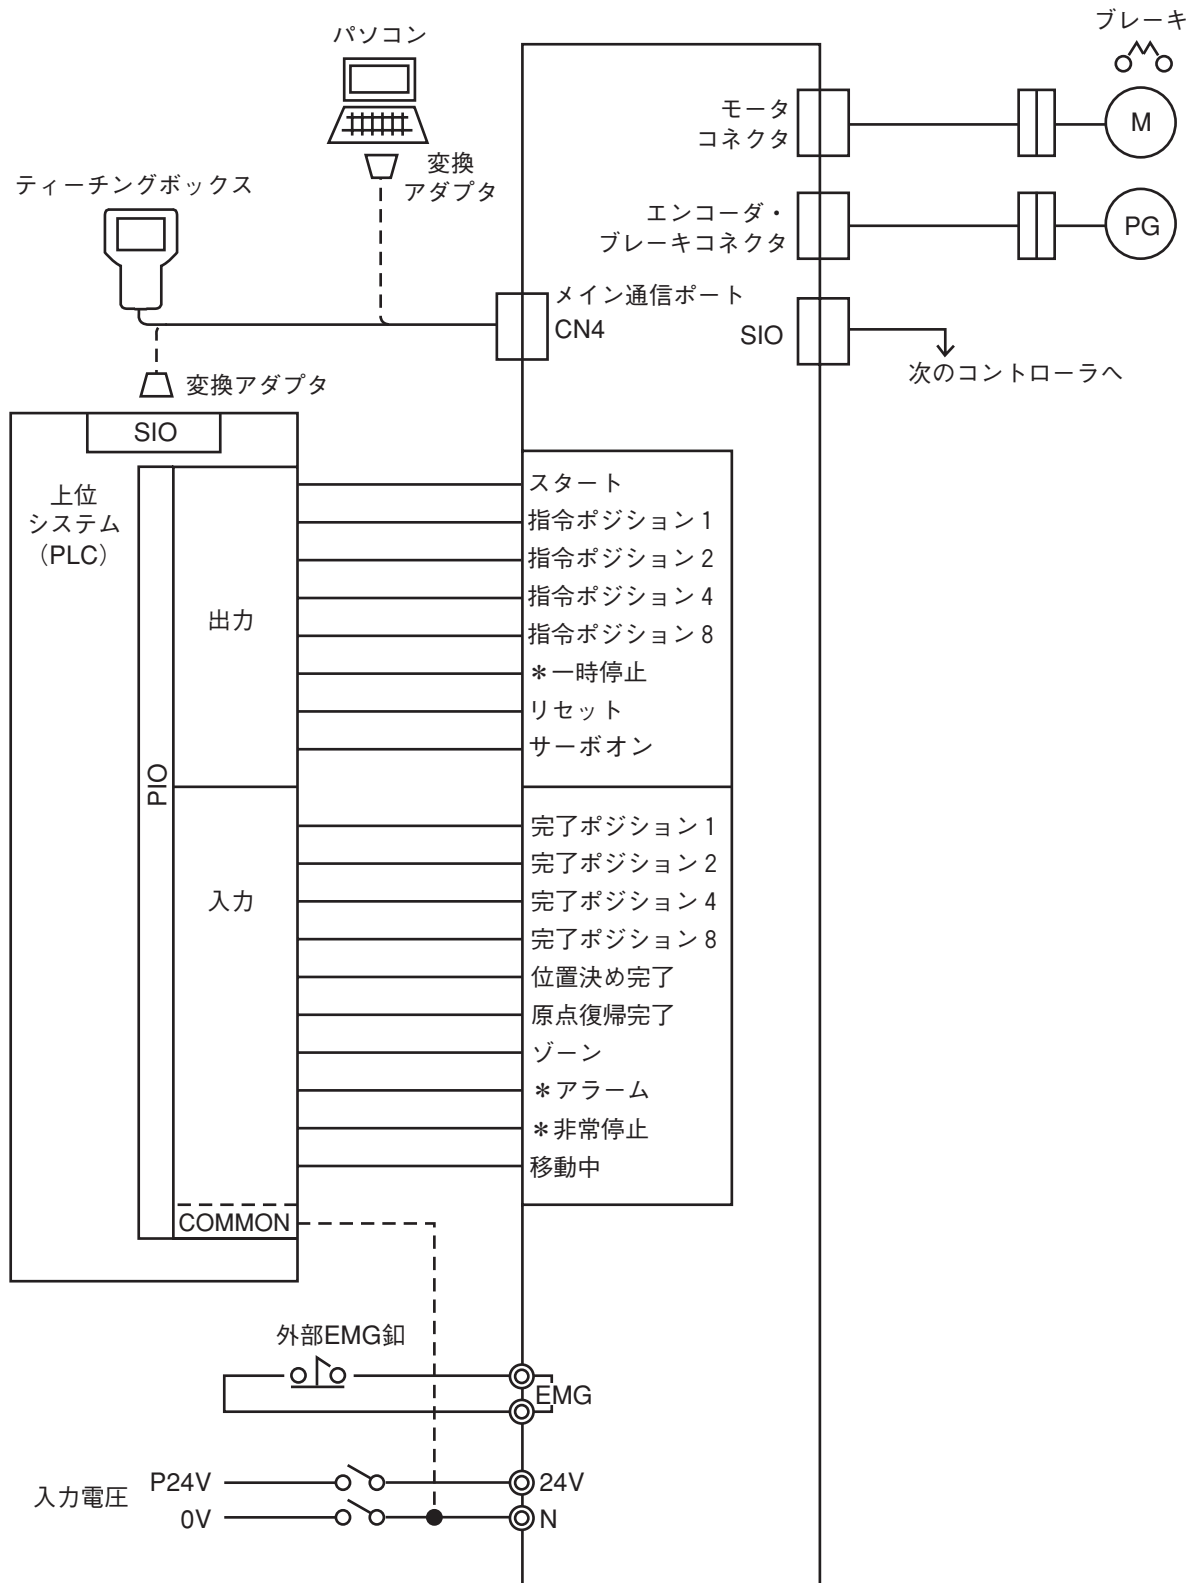 ブレーキ
パソコン
モータ
コネクタ
M
変換
アダプタ
ティーチングボックス
エンコーダ・
ブレーキコネクタ
PG
メイン通信ポート
CN4
SIO
次のコントローラへ
変換アダプタ
SIO
上位
システム
（PLC）
PIO
出力
スタート
指令ポジション1
指令ポジション2
指令ポジション4
指令ポジション8
＊一時停止
リセット
サーボオン
入力
完了ポジション1
完了ポジション2
完了ポジション4
完了ポジション8
位置決め完了
原点復帰完了
ゾーン
＊アラーム
＊非常停止
移動中
COMMON
外部EMG釦
EMG
入力電圧
P24V
24V
0V
N